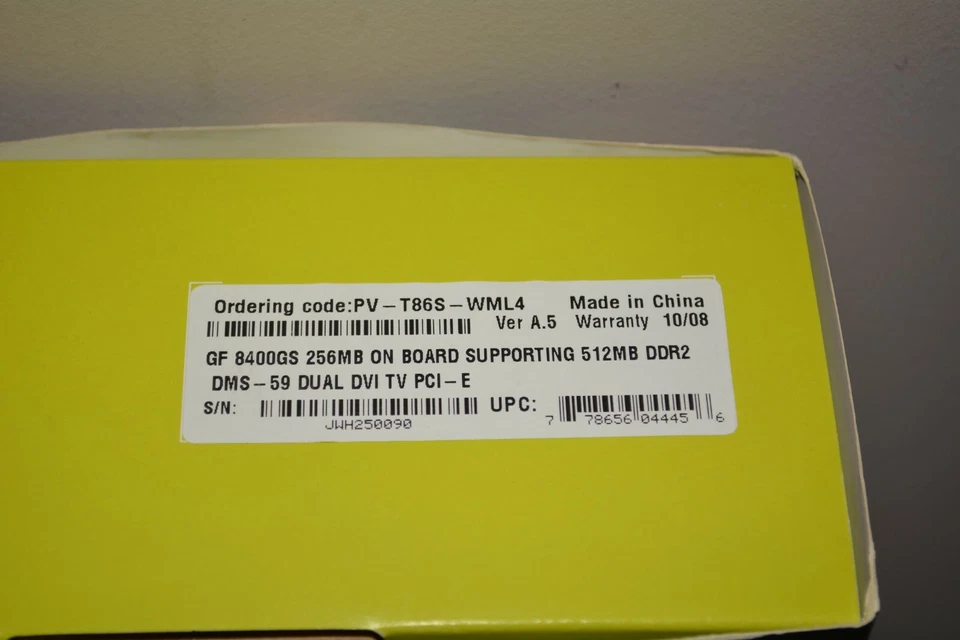 Ordering code:PV-T86S-WML4 Made in China
Ver A.5 Warranty 10/08
GF 8400GS 256MB ON BOARD SUPPORTING 512MB DDR2
DMS-59 DUAL DVI TV PCI-E
S/N: UPC:
JWH250090 7 78656 04445 6